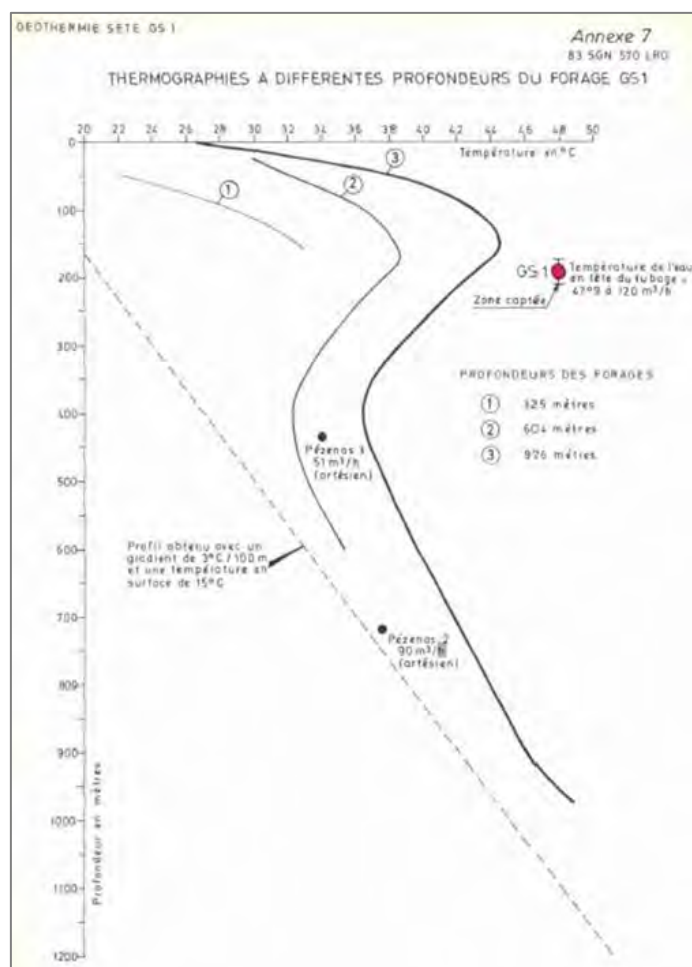 GEOTHERMIE SETE GS 1
Annexe 7
83 SGN 570 LRO
THERMOGRAPHIES A DIFFÉRENTES PROFONDEURS DU FORAGE GS1
20 22 24 26 28 30 32 34 36 38 40 42 44 46 48 50
Température en °C
0
100
200
300
400
500
600
700
809
900
1000
1100
1200
Profondeur en mètres
1
2
3
GS:1
Température de l'eau
en tête du tubage =
47°9 à 120 m³/h
Zone captée
PROFONDEURS DES FORAGES
1 325 mètres
2 604 mètres
3 976 mètres
Pézenas 1
51 m³/h
(artésien)
Profil obtenu avec un
gradient de 3°C/100 m
et une température en
surface de 15°C
Pézenas 2
90 m³/h
(artésien)